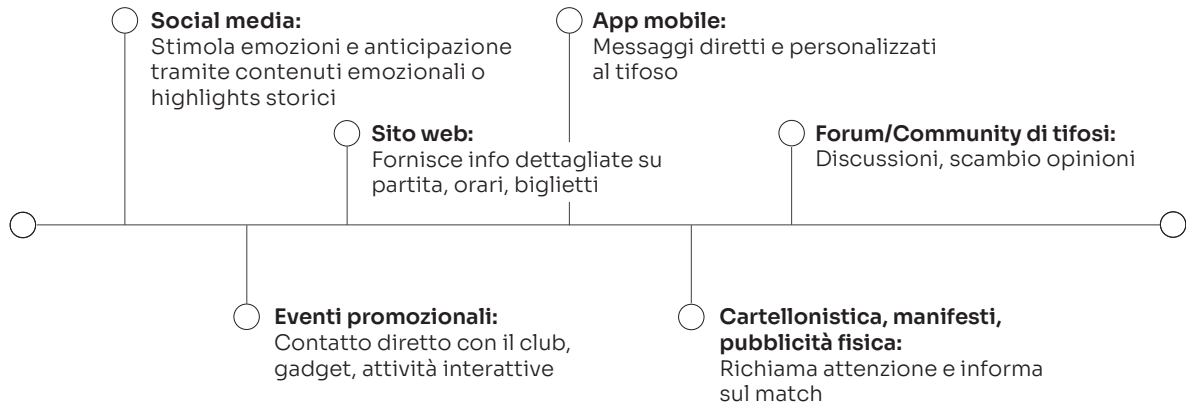 Social media:
Stimola emozioni e anticipazione
tramite contenuti emozionali o
highlights storici
App mobile:
Messaggi diretti e personalizzati
al tifoso
Sito web:
Fornisce info dettagliate su
partita, orari, biglietti
Forum/Community di tifosi:
Discussioni, scambio opinioni
Eventi promozionali:
Contatto diretto con il club,
gadget, attività interattive
Cartellonistica, manifesti,
pubblicità fisica:
Richiama attenzione e informa
sul match